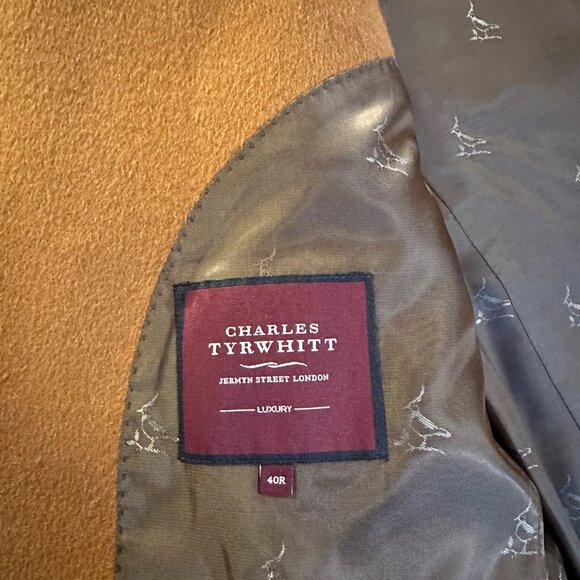 CHARLES
TYRWHITT
JERMYN STREET LONDON
LUXURY
40R